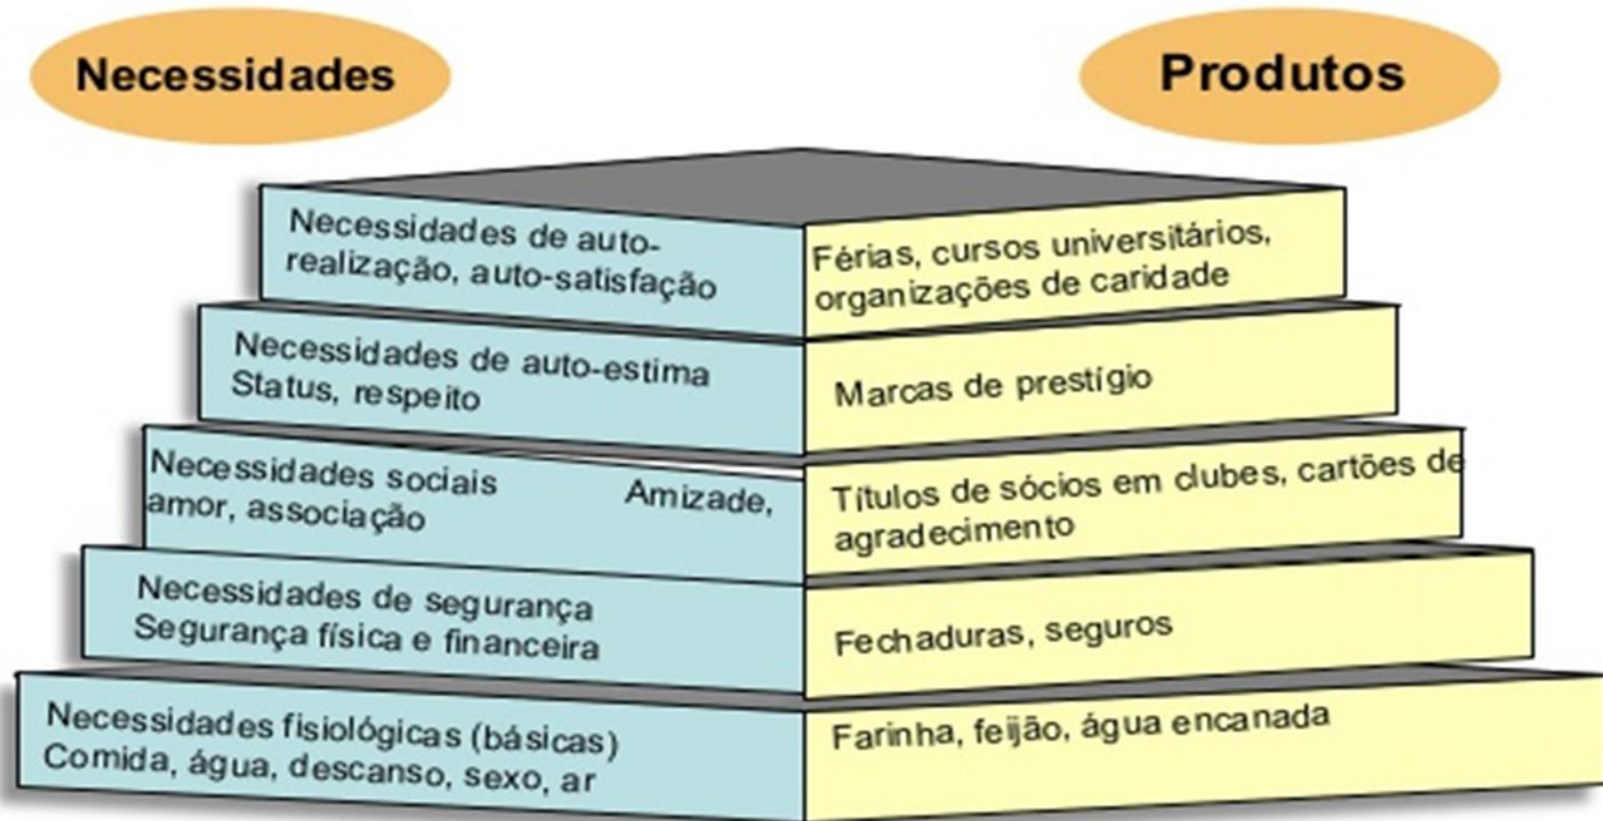 Necessidades
Produtos
Necessidades de auto-
realização, auto-satisfação
Férias, cursos universitários,
organizações de caridade
Necessidades de auto-estima
Status, respeito
Marcas de prestígio
Necessidades sociais Amizade,
amor, associação
Títulos de sócios em clubes, cartões de
agradecimento
Necessidades de segurança
Segurança física e financeira
Fechaduras, seguros
Necessidades fisiológicas (básicas)
Comida, água, descanso, sexo, ar
Farinha, feijão, água encanada